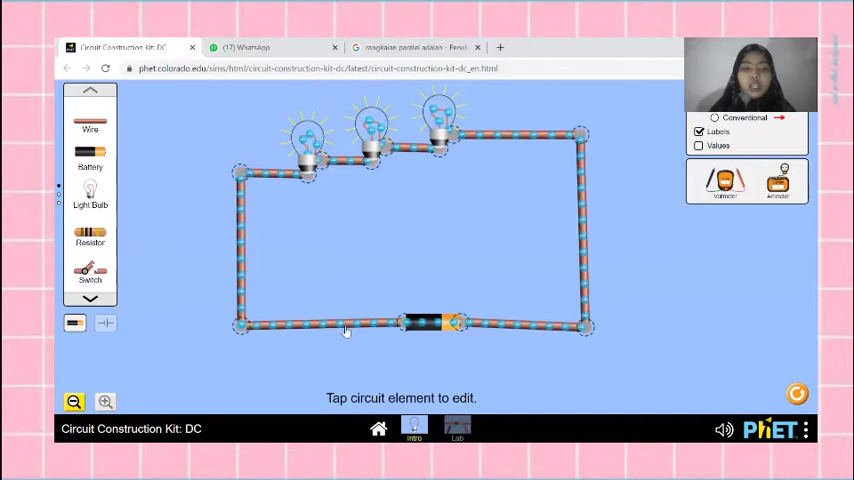 Circuit Construction Kit: DC
(17) WhatsApp
rangkaian paralel adalah - Penel
phet.colorado.edu/sims/html/circuit-construction-kit-dc/latest/circuit-construction-kit-dc_en.html
Wire
Battery
Light Bulb
Resistor
Switch
Conventional
Labels
Values
Voltmeter
Ammeter
Tap circuit element to edit.
Circuit Construction Kit: DC
Intro
Lab
PhET